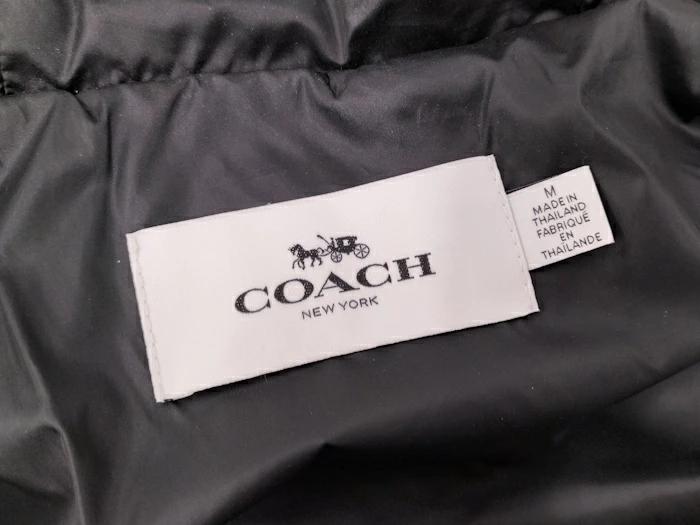 COACH
NEW YORK
M
MADE IN
THAILAND
FABRIQUÉ
EN
THAÏLANDE